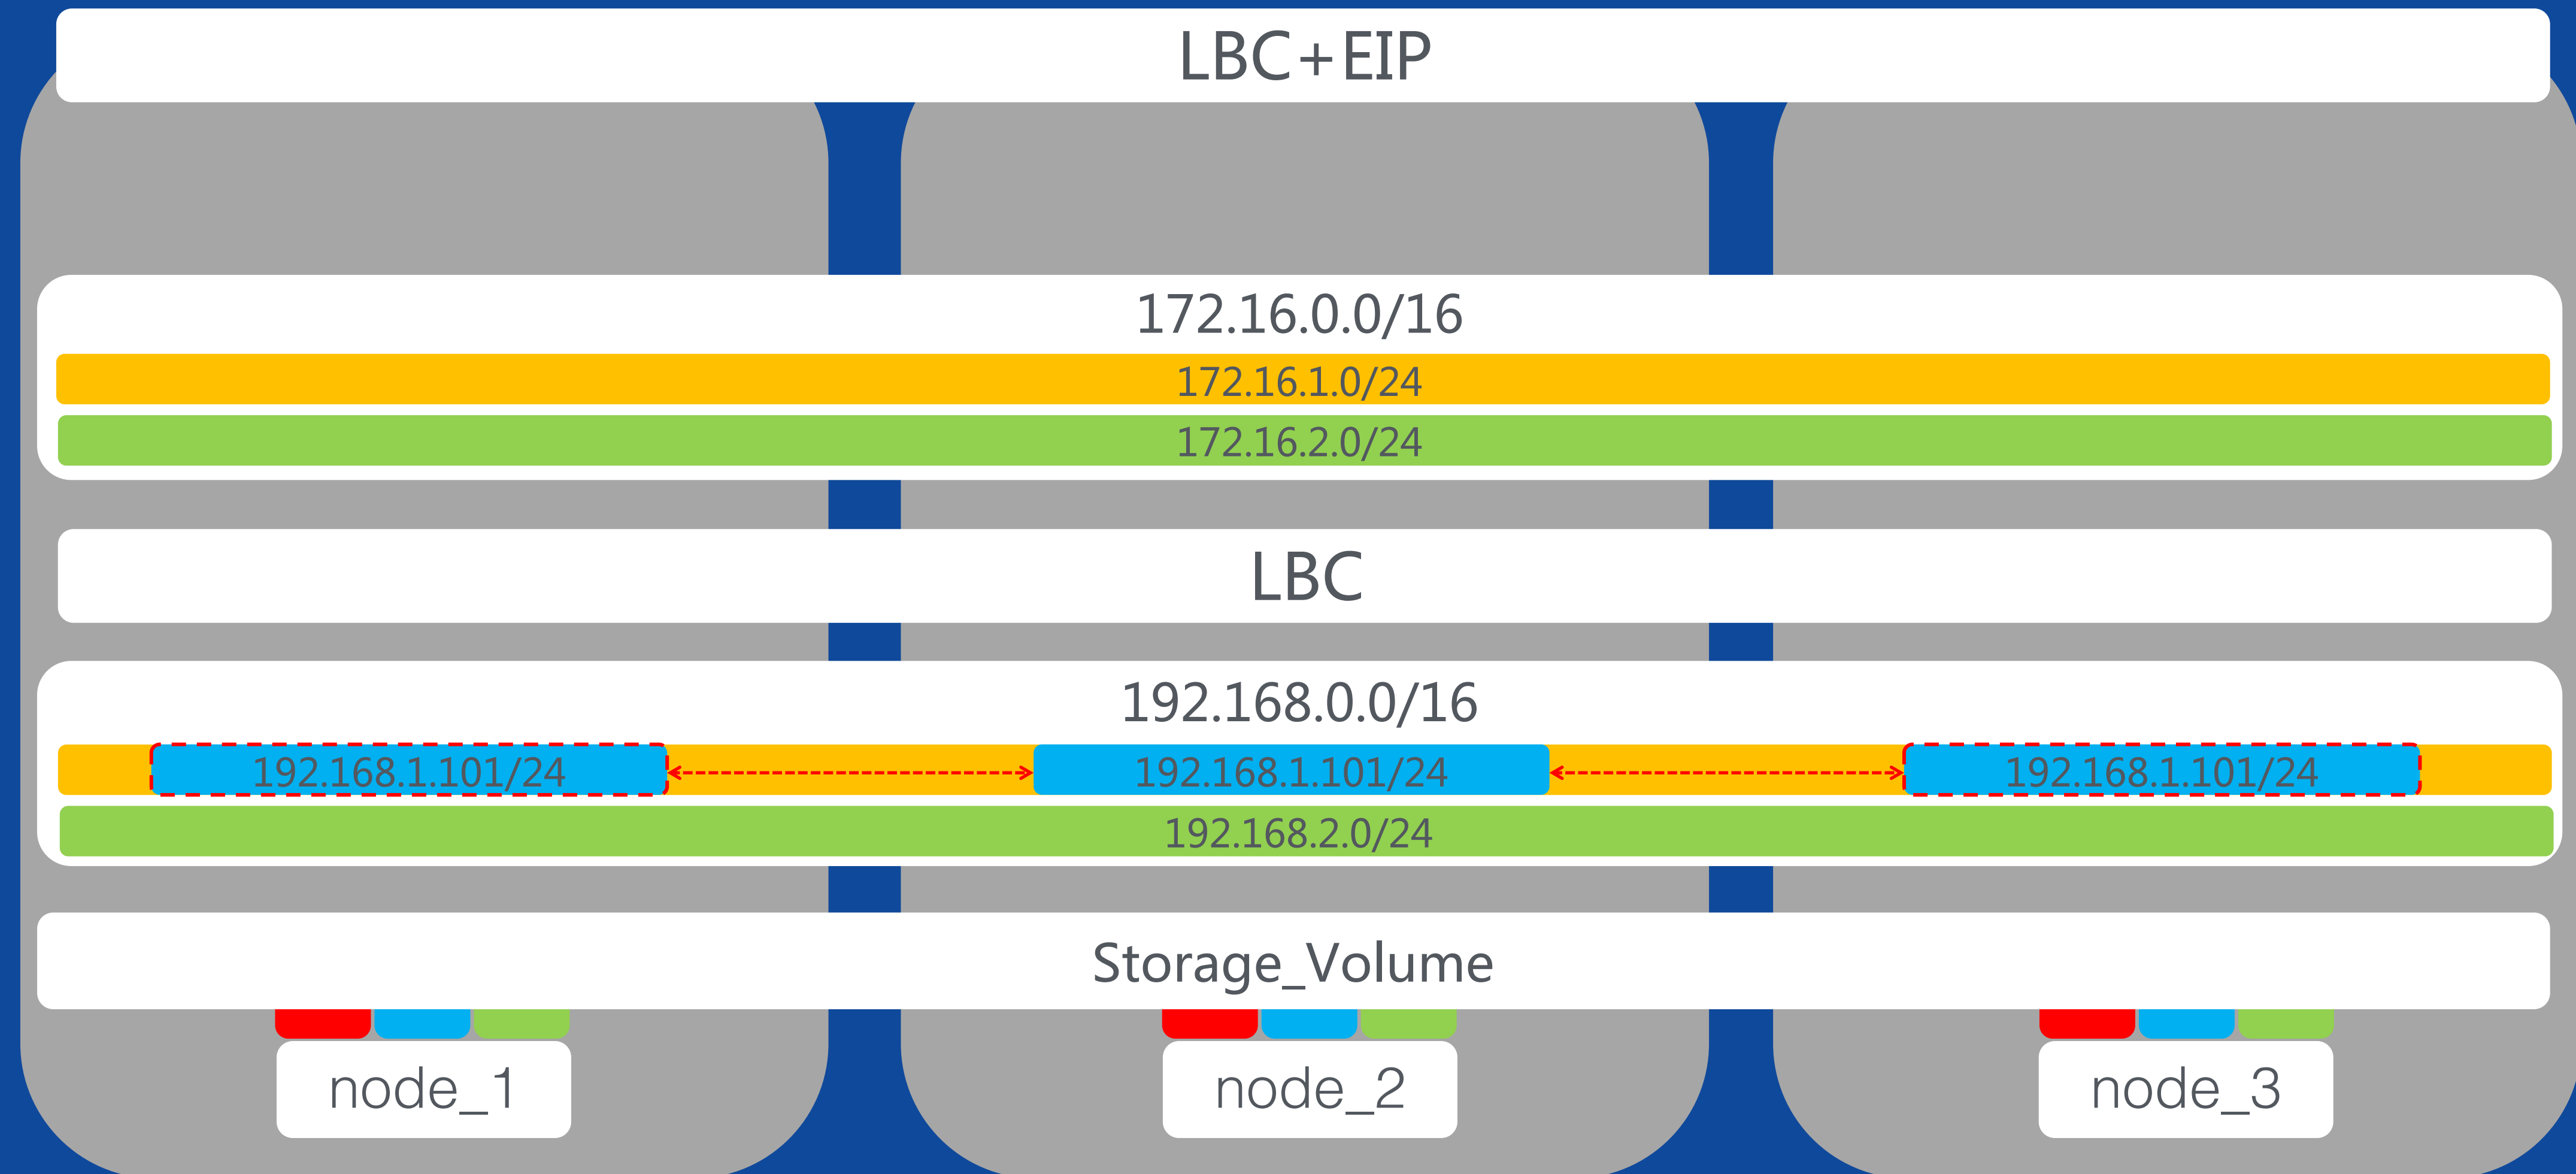 LBC+EIP
172.16.0.0/16
172.16.1.0/24
172.16.2.0/24
LBC
192.168.0.0/16
192.168.1.101/24 192.168.1.101/24 192.168.1.101/24
192.168.2.0/24
Storage_Volume
node_1 node_2 node_3